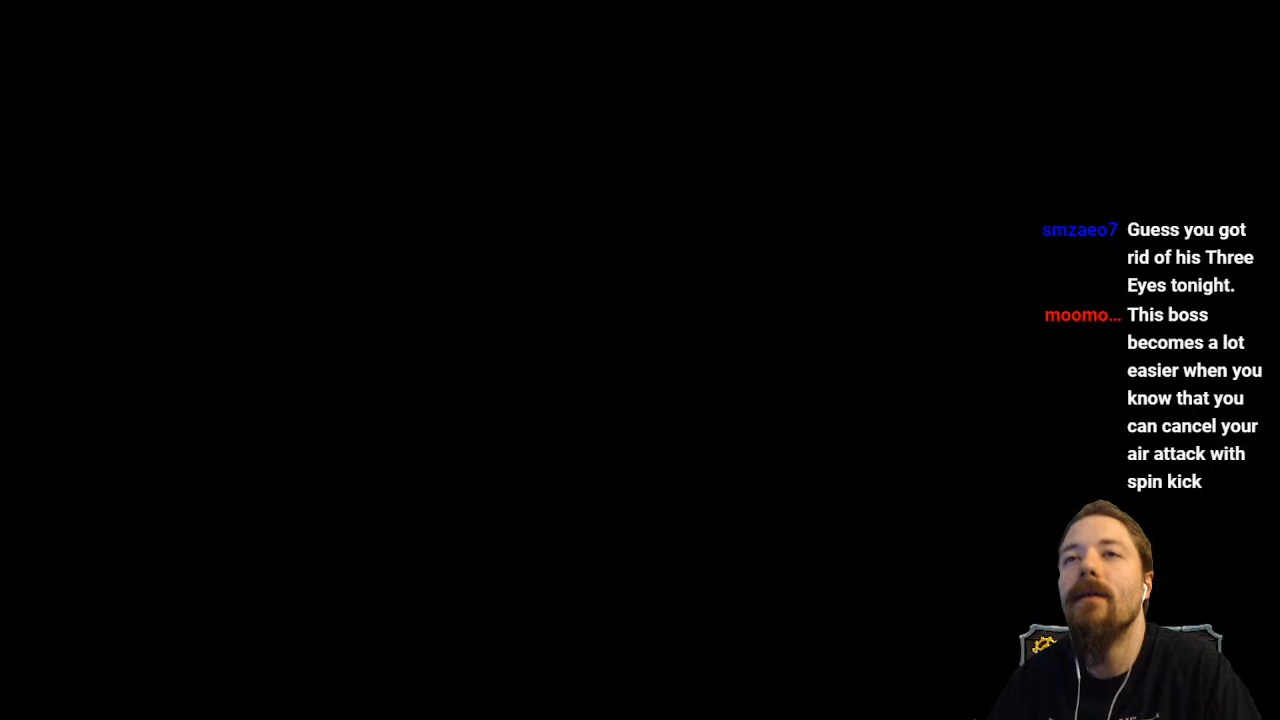 smzaeo7 Guess you got
rid of his Three
Eyes tonight.
moomo… This boss
becomes a lot
easier when you
know that you
can cancel your
air attack with
spin kick